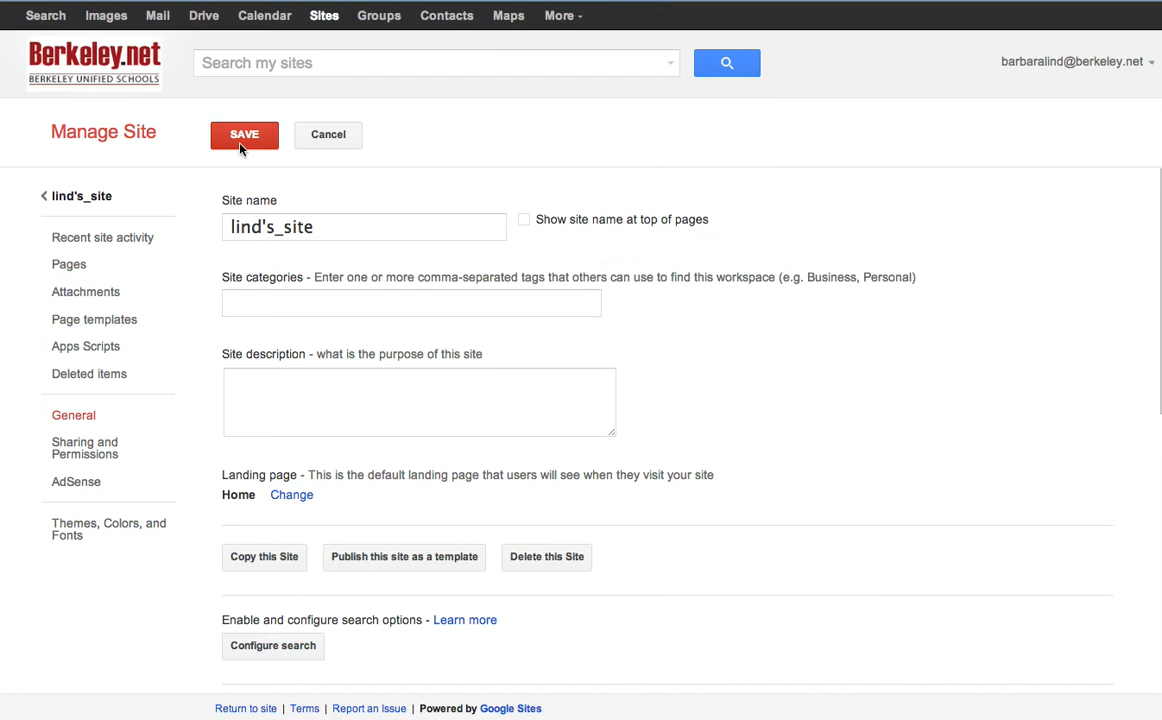 Search Images Mail Drive Calendar Sites Groups Contacts Maps More
Berkeley.net
BERKELEY UNIFIED SCHOOLS
Search my sites
barbaralind@berkeley.net
Manage Site
SAVE
Cancel
lind's_site
Recent site activity
Pages
Attachments
Page templates
Apps Scripts
Deleted items
General
Sharing and
Permissions
AdSense
Themes, Colors, and
Fonts
Site name
lind's_site
Show site name at top of pages
Site categories - Enter one or more comma-separated tags that others can use to find this workspace (e.g. Business, Personal)
Site description - what is the purpose of this site
Landing page - This is the default landing page that users will see when they visit your site
Home Change
Copy this Site
Publish this site as a template
Delete this Site
Enable and configure search options - Learn more
Configure search
Return to site | Terms | Report an Issue | Powered by Google Sites